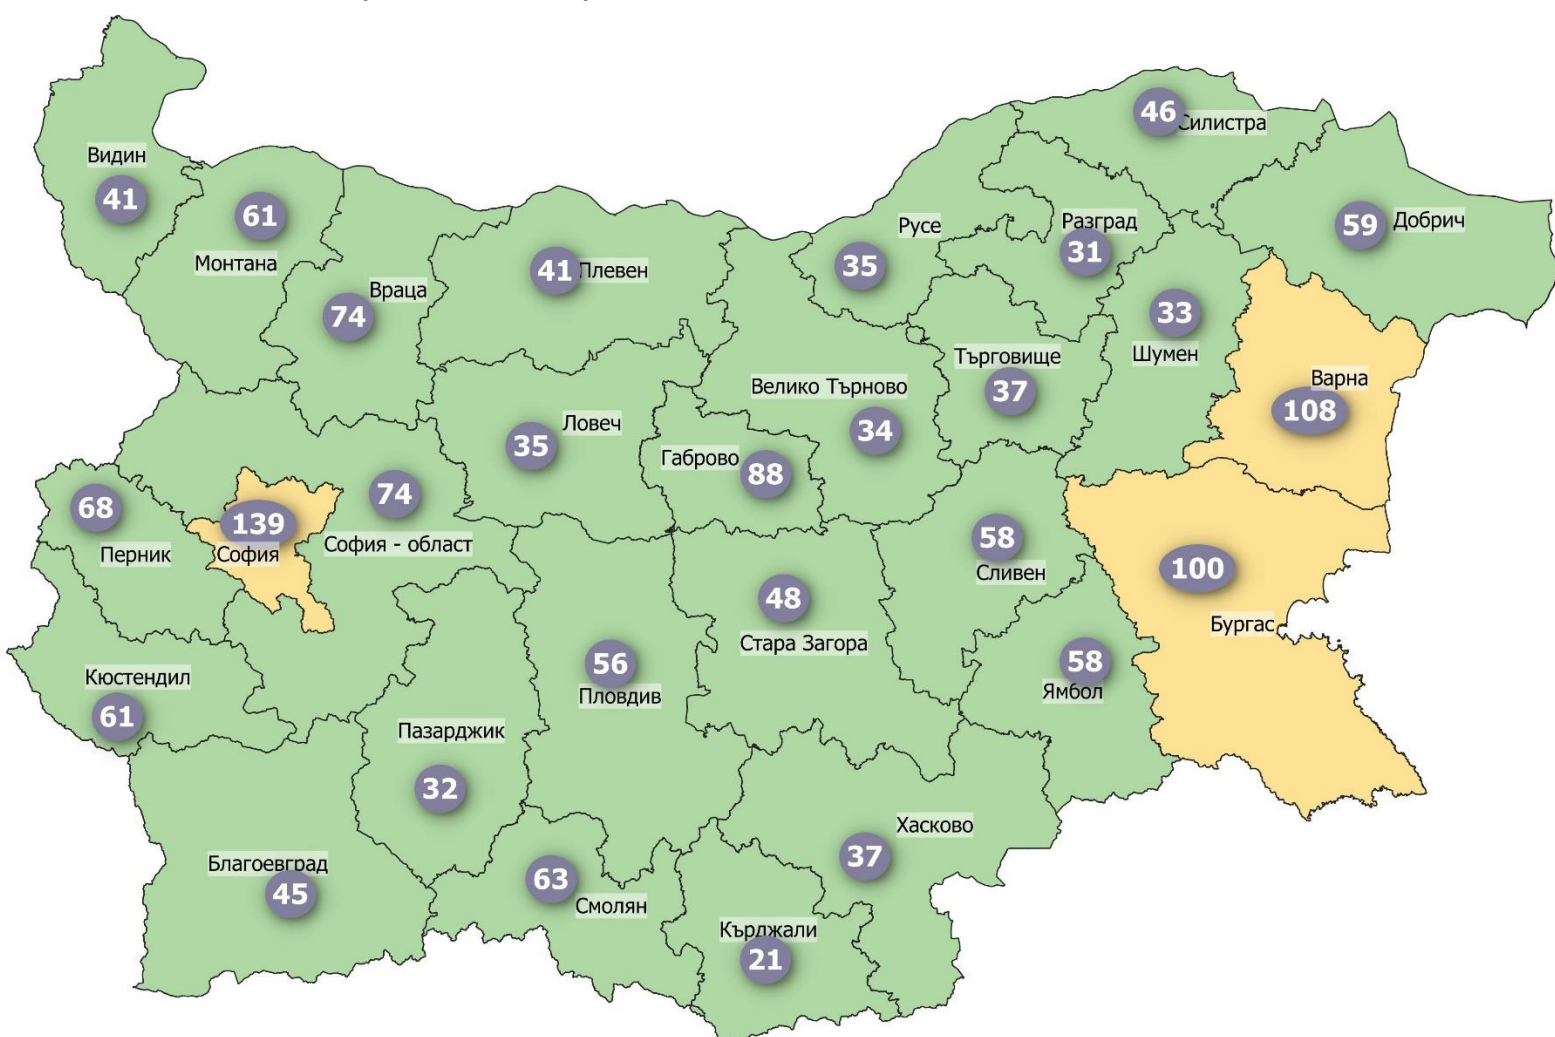 46
Силистра
Видин
41
61
Монтана
Русе
35
Разград
31
59
Добрич
41
Плевен
Враца
74
33
Шумен
Търговище
37
Варна
108
Велико Търново
34
35
Ловеч
Габрово
88
68
Перник
139
София
74
София - област
58
Сливен
100
Бургас
48
Стара Загора
56
Пловдив
58
Ямбол
Кюстендил
61
Пазарджик
32
Хасково
37
Благоевград
45
63
Смолян
Кърджали
21